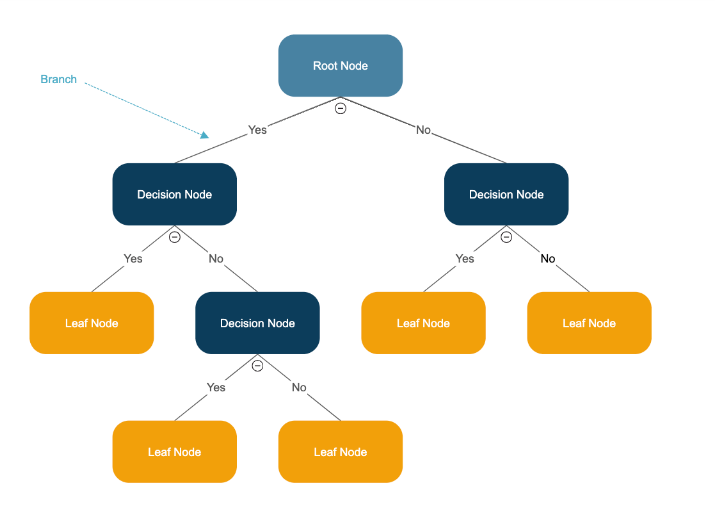 Root Node
Branch
Yes
No
Decision Node
Decision Node
Yes
No
Yes
No
Leaf Node
Decision Node
Leaf Node
Leaf Node
Yes
No
Leaf Node
Leaf Node